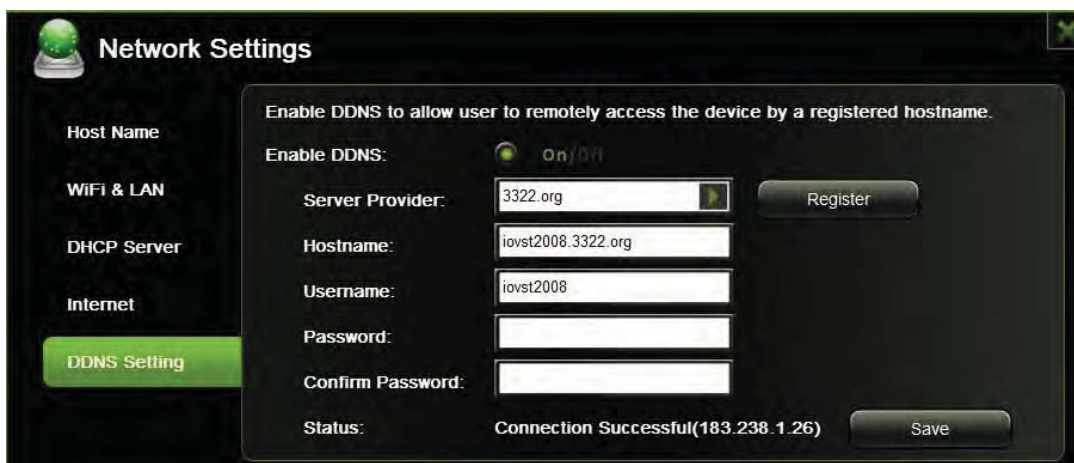 Network Settings
Host Name
WiFi & LAN
DHCP Server
Internet
DDNS Setting
Enable DDNS to allow user to remotely access the device by a registered hostname.
Enable DDNS: On/Off
Server Provider: 3322.org Register
Hostname: iovst2008.3322.org
Username: iovst2008
Password:
Confirm Password:
Status: Connection Successful(183.238.1.26) Save